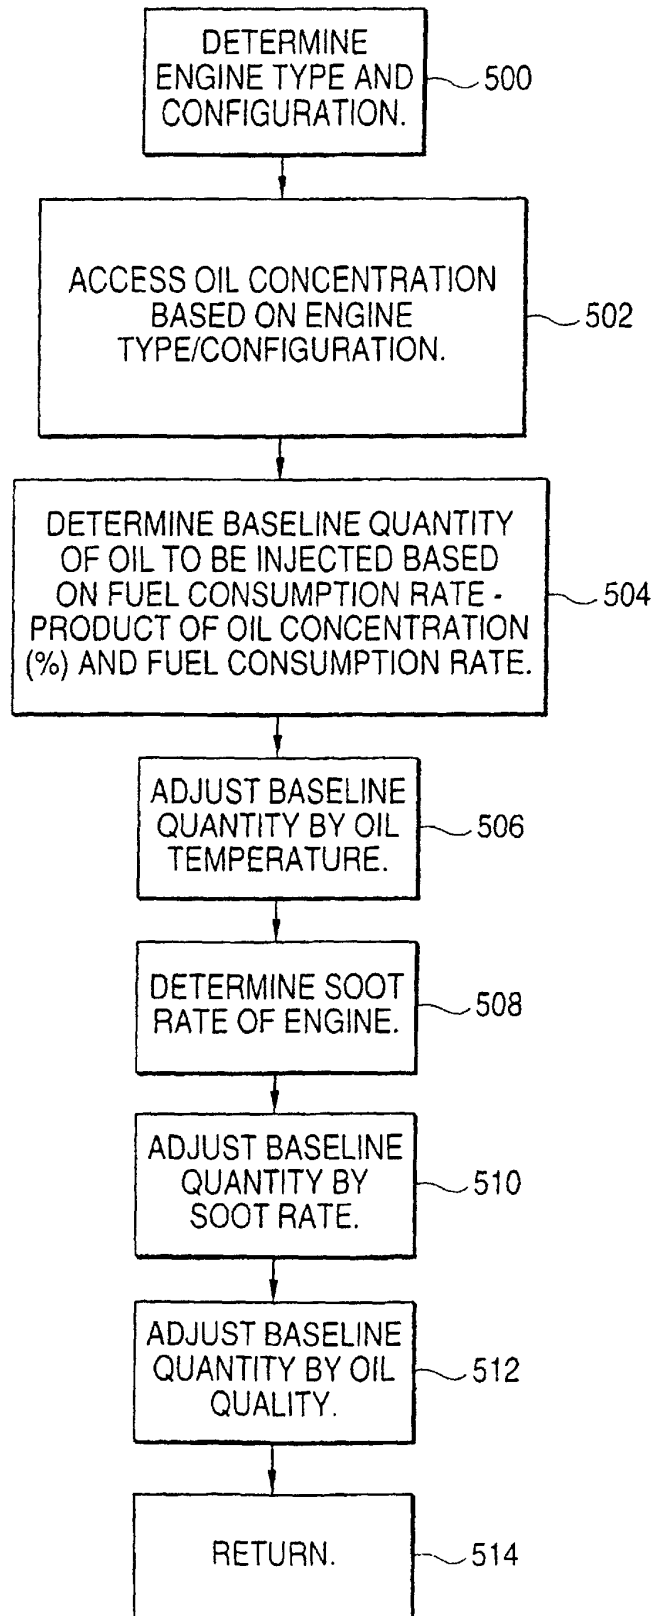 DETERMINE
ENGINE TYPE AND
CONFIGURATION.
500
ACCESS OIL CONCENTRATION
BASED ON ENGINE
TYPE/CONFIGURATION.
502
DETERMINE BASELINE QUANTITY
OF OIL TO BE INJECTED BASED
ON FUEL CONSUMPTION RATE -
PRODUCT OF OIL CONCENTRATION
(%) AND FUEL CONSUMPTION RATE.
504
ADJUST BASELINE
QUANTITY BY OIL
TEMPERATURE.
506
DETERMINE SOOT
RATE OF ENGINE.
508
ADJUST BASELINE
QUANTITY BY
SOOT RATE.
510
ADJUST BASELINE
QUANTITY BY OIL
QUALITY.
512
RETURN.
514